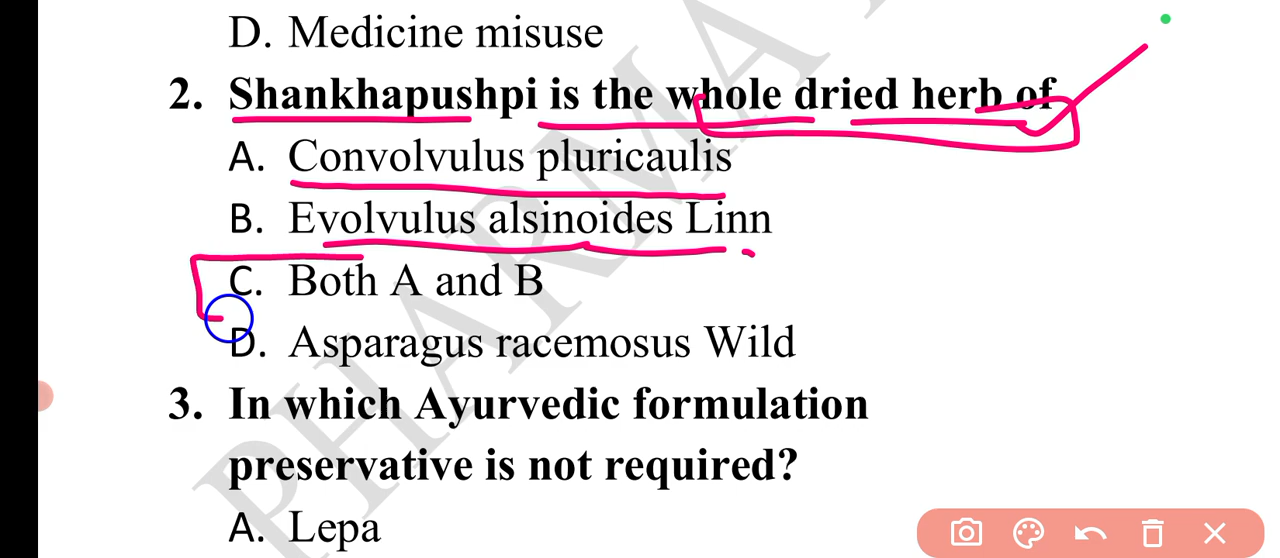 D. Medicine misuse
2. Shankhapushpi is the whole dried herb of
A. Convolvulus pluricaulis
B. Evolvulus alsinoides Linn
C. Both A and B
D. Asparagus racemosus Wild
3. In which Ayurvedic formulation
preservative is not required?
A. Lepa
PHARMA